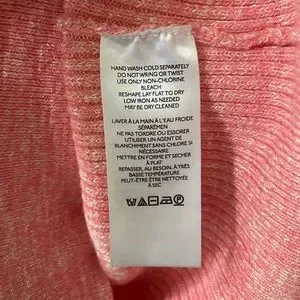 HAND WASH COLD SEPARATELY
DO NOT WRING OR TWIST
USE ONLY NON-CHLORINE
BLEACH
RESHAPE LAY FLAT TO DRY
LOW IRON AS NEEDED
MAY BE DRY CLEANED
LAVER À LA MAIN À L'EAU FROIDE
SÉPARÉMEN
NE PAS TORDRE OU ESSORER
UTILISER UN AGENT DE
BLANCHIMENT SANS CHLORE SI
NÉCESSAIRE
METTRE EN FORME ET SÉCHER
À PLAT
REPASSER, AU BESOIN, À TRÈS
BASSE TEMPÉRATURE
PEUT-ÊTRE ÊTRE NETTOYÉE
À SEC